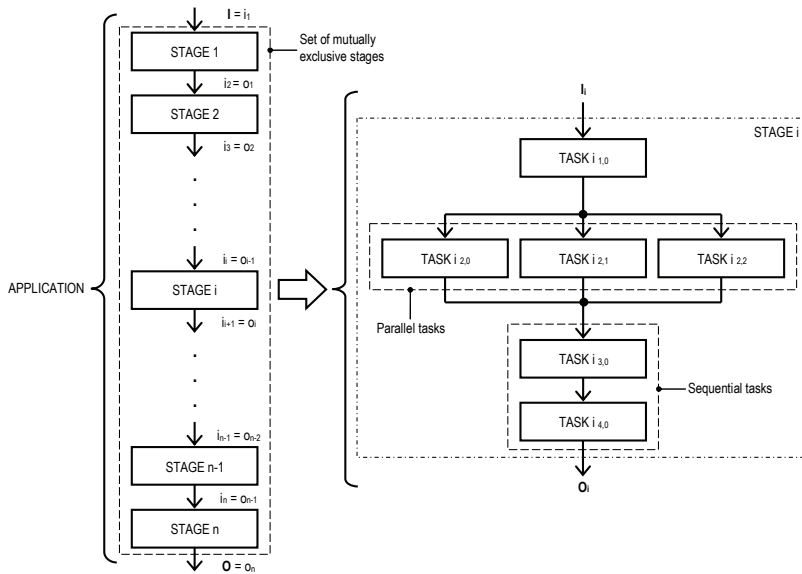 I = i₁
STAGE 1
Set of mutually
exclusive stages
i₂ = o₁
STAGE 2
i₃ = o₂
.
.
.
iᵢ = oᵢ₋₁
APPLICATION
STAGE i
iᵢ₊₁ = oᵢ
.
.
.
iₙ₋₁ = oₙ₋₂
STAGE n-1
iₙ = oₙ₋₁
STAGE n
O = oₙ
Iᵢ
STAGE i
TASK i 1,0
TASK i 2,0
TASK i 2,1
TASK i 2,2
Parallel tasks
TASK i 3,0
Sequential tasks
TASK i 4,0
Oᵢ